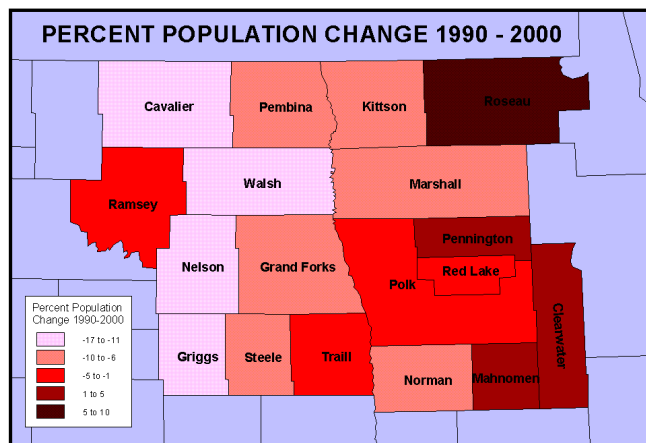 PERCENT POPULATION CHANGE 1990 - 2000
Cavalier
Pembina
Kittson
Roseau
Ramsey
Walsh
Marshall
Nelson
Grand Forks
Pennington
Red Lake
Polk
Clearwater
Griggs
Steele
Traill
Norman
Mahnomen
Percent Population
Change 1990-2000
-17 to -11
-10 to -6
-5 to -1
1 to 5
5 to 10